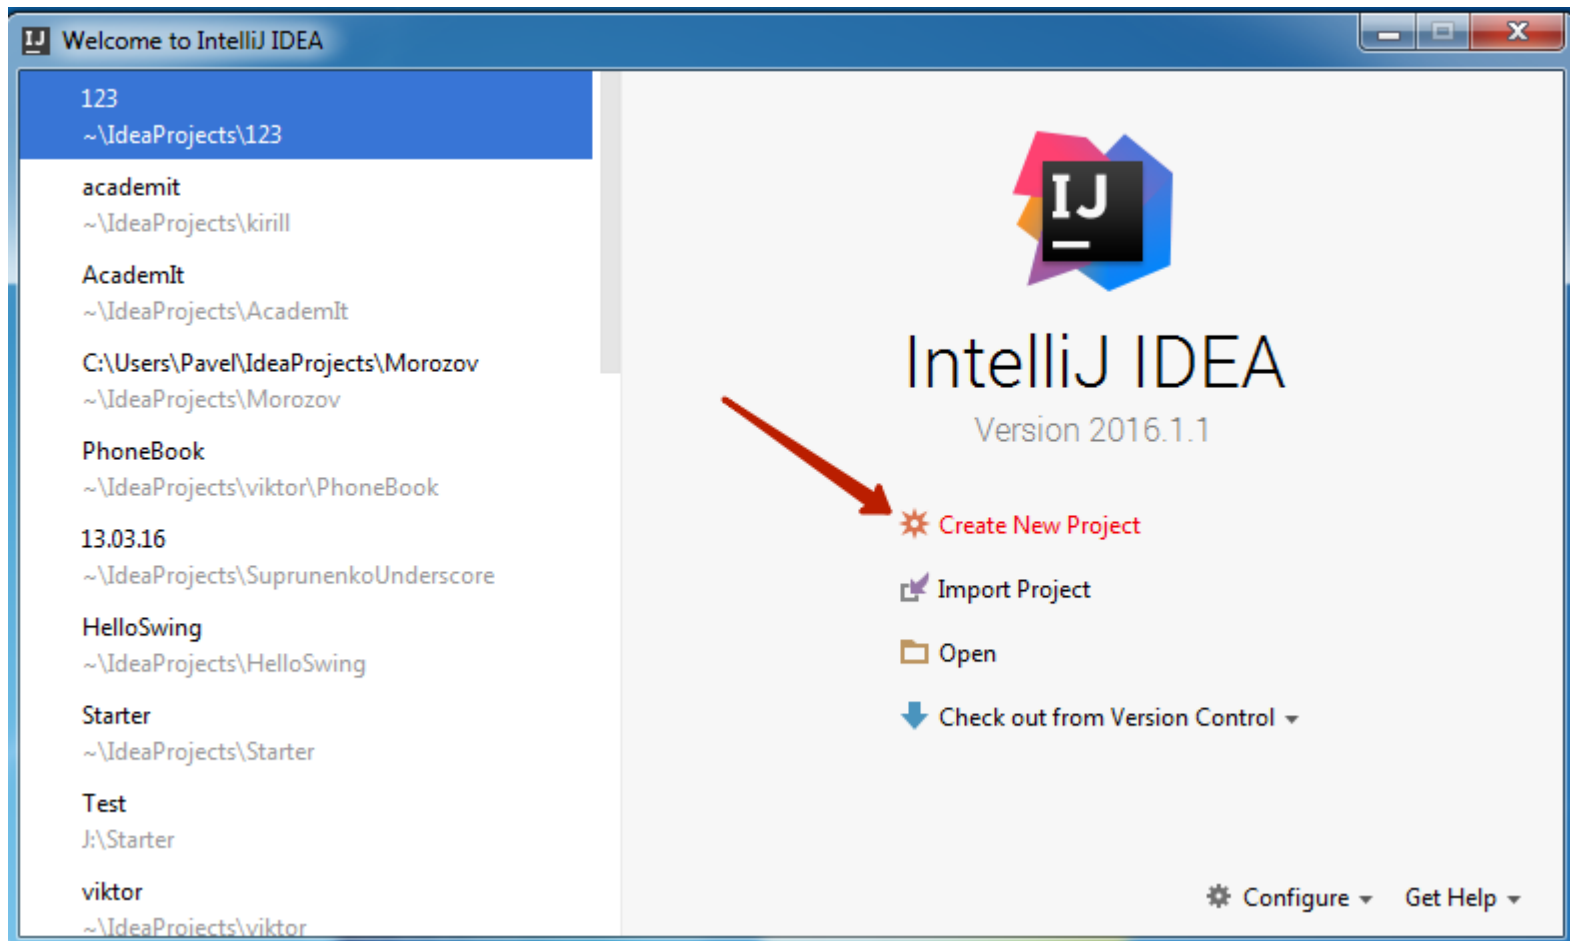 Welcome to IntelliJ IDEA
123
~\IdeaProjects\123
academit
~\IdeaProjects\kirill
AcademIt
~\IdeaProjects\AcademIt
C:\Users\Pavel\IdeaProjects\Morozov
~\IdeaProjects\Morozov
PhoneBook
~\IdeaProjects\viktor\PhoneBook
13.03.16
~\IdeaProjects\SuprunenkoUnderscore
HelloSwing
~\IdeaProjects\HelloSwing
Starter
~\IdeaProjects\Starter
Test
J:\Starter
viktor
~\IdeaProjects\viktor
IJ
IntelliJ IDEA
Version 2016.1.1
Create New Project
Import Project
Open
Check out from Version Control
Configure
Get Help